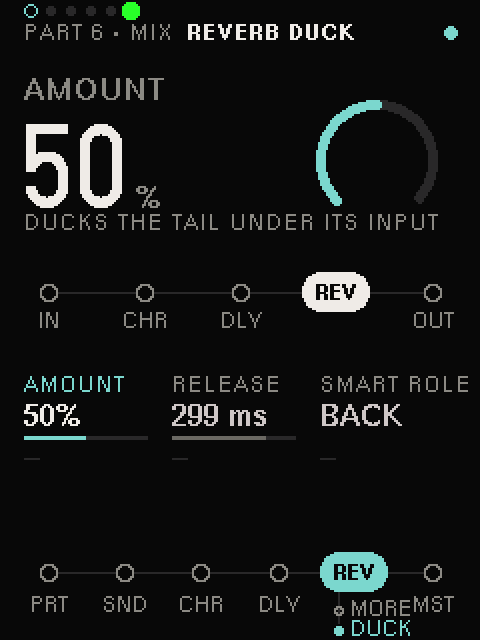 PART 6 · MIX REVERB DUCK
AMOUNT
50 %
DUCKS THE TAIL UNDER ITS INPUT
REV
IN CHR DLY OUT
AMOUNT RELEASE SMART ROLE
50% 299 ms BACK
— — —
REV
PRT SND CHR DLY MORE MST
DUCK